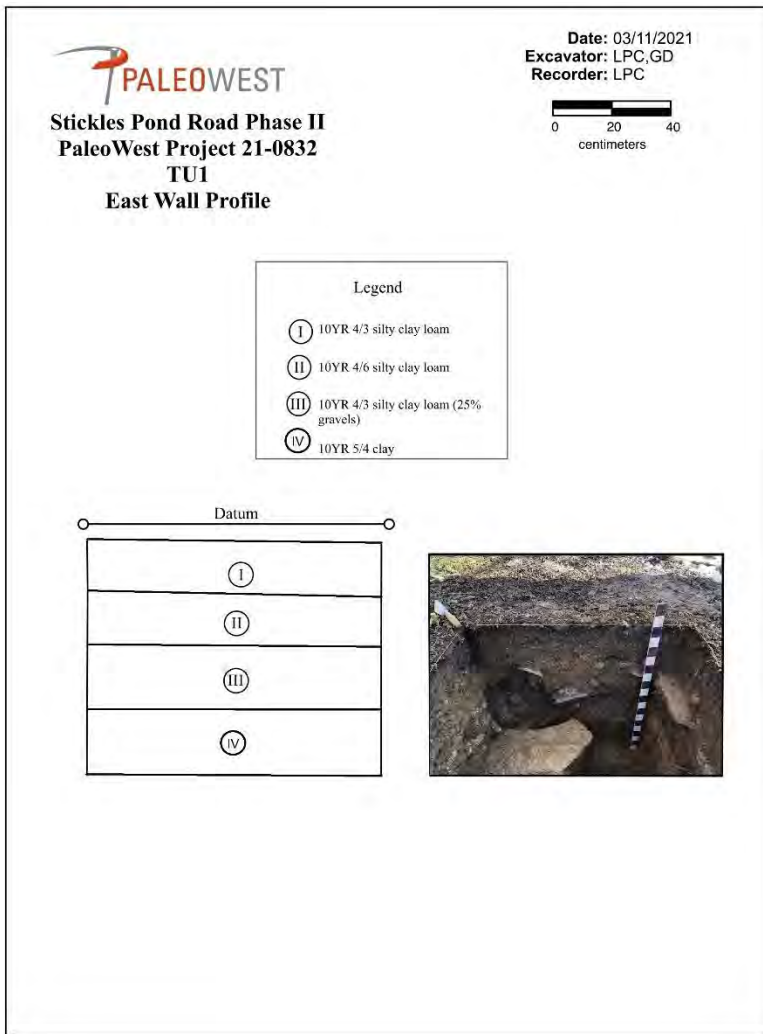 PALEOWEST
Stickles Pond Road Phase II
PaleoWest Project 21-0832
TU1
East Wall Profile
Date: 03/11/2021
Excavator: LPC,GD
Recorder: LPC
0 20 40
centimeters
Legend
I 10YR 4/3 silty clay loam
II 10YR 4/6 silty clay loam
III 10YR 4/3 silty clay loam (25%
gravels)
IV 10YR 5/4 clay
Datum
I
II
III
IV